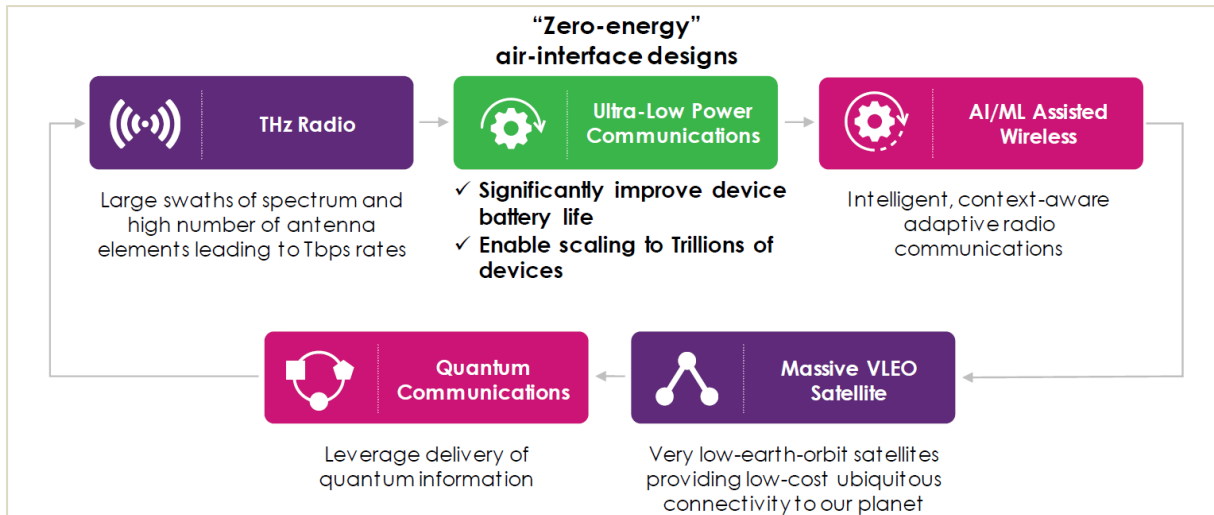 “Zero-energy”
air-interface designs
THz Radio
Large swaths of spectrum and
high number of antenna
elements leading to Tbps rates
Ultra-Low Power
Communications
✓ Significantly improve device
battery life
✓ Enable scaling to Trillions of
devices
AI/ML Assisted
Wireless
Intelligent, context-aware
adaptive radio
communications
Quantum
Communications
Leverage delivery of
quantum information
Massive VLEO
Satellite
Very low-earth-orbit satellites
providing low-cost ubiquitous
connectivity to our planet